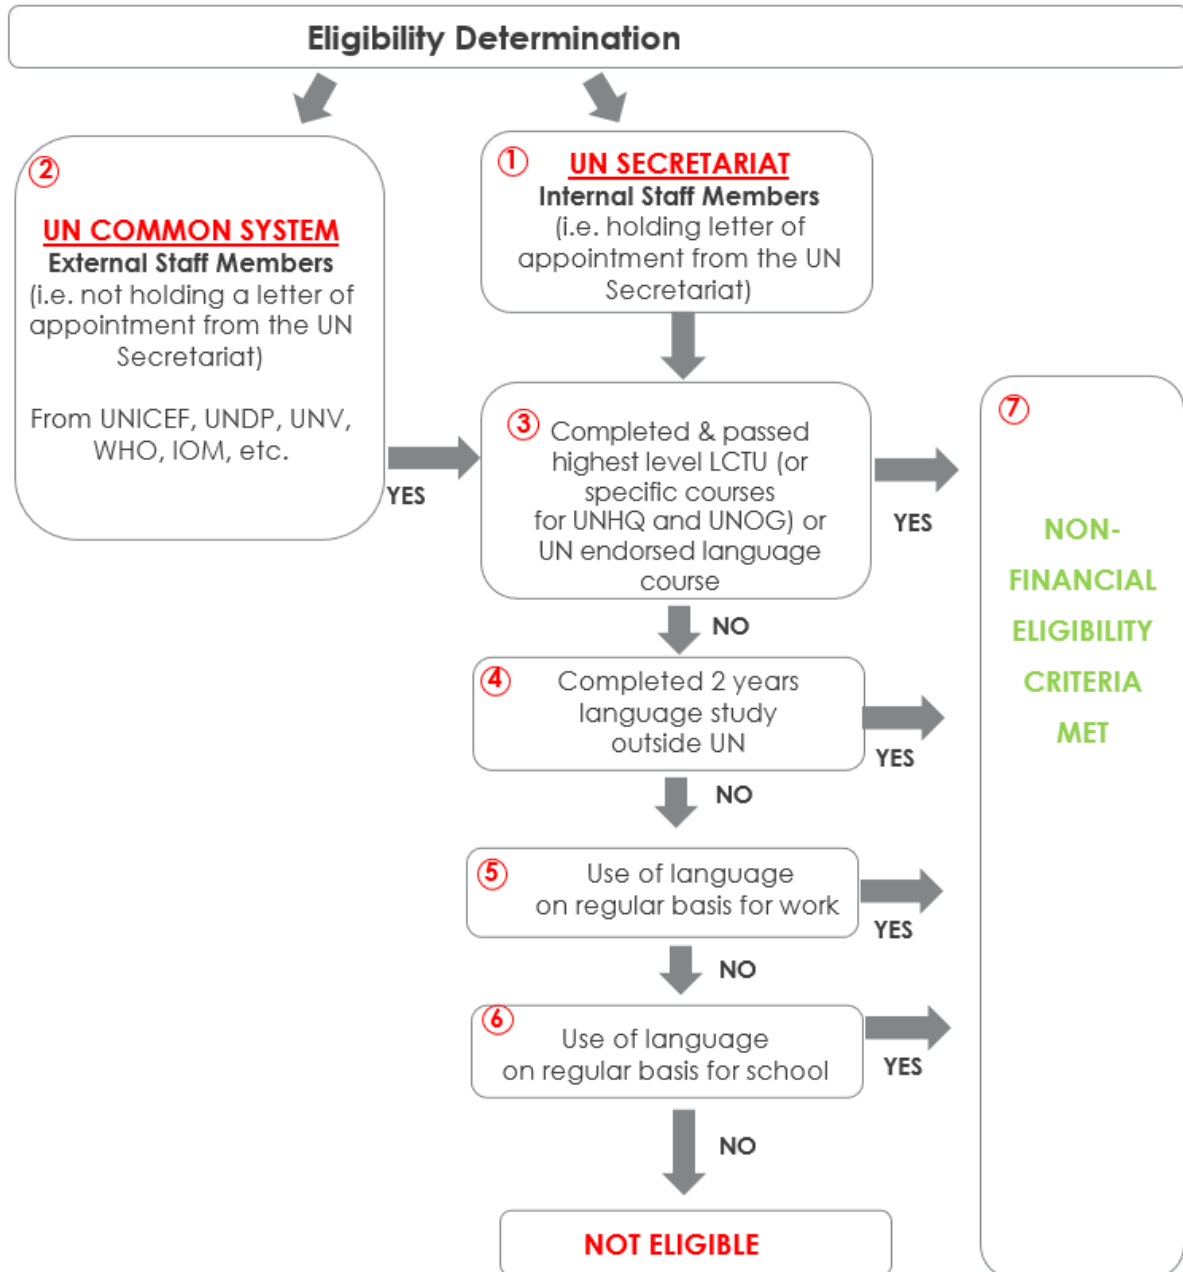 Eligibility Determination
②
UN COMMON SYSTEM
External Staff Members
(i.e. not holding a letter of
appointment from the UN
Secretariat)
From UNICEF, UNDP, UNV,
WHO, IOM, etc.
YES
①
UN SECRETARIAT
Internal Staff Members
(i.e. holding letter of
appointment from the UN
Secretariat)
③
Completed & passed
highest level LCTU (or
specific courses
for UNHQ and UNOG) or
UN endorsed language
course
YES
NO
④
Completed 2 years
language study
outside UN
YES
NO
⑤
Use of language
on regular basis for work
YES
NO
⑥
Use of language
on regular basis for school
YES
NO
NOT ELIGIBLE
⑦
NON-
FINANCIAL
ELIGIBILITY
CRITERIA
MET